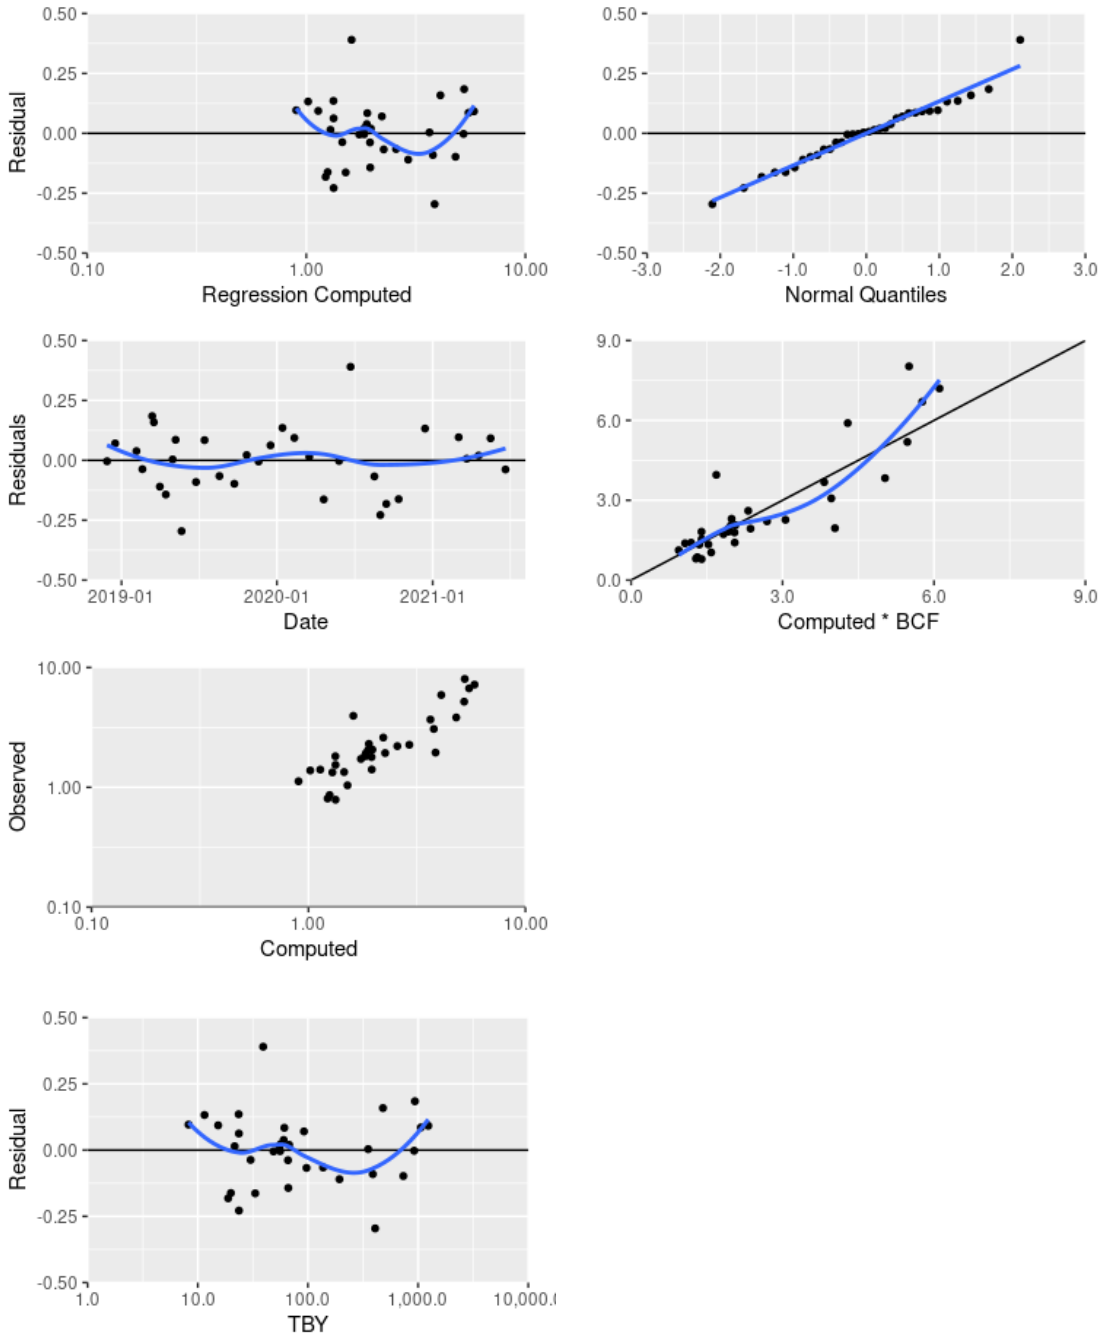 0.50
0.25
0.00
-0.25
-0.50
Residual
0.10 1.00 10.00
Regression Computed
0.50
0.25
0.00
-0.25
-0.50
-3.0 -2.0 -1.0 0.0 1.0 2.0 3.0
Normal Quantiles
0.50
0.25
0.00
-0.25
-0.50
Residuals
2019-01 2020-01 2021-01
Date
9.0
6.0
3.0
0.0
0.0 3.0 6.0 9.0
Computed * BCF
10.00
1.00
0.10
Observed
0.10 1.00 10.00
Computed
0.50
0.25
0.00
-0.25
-0.50
Residual
1.0 10.0 100.0 1,000.0 10,000.0
TBY